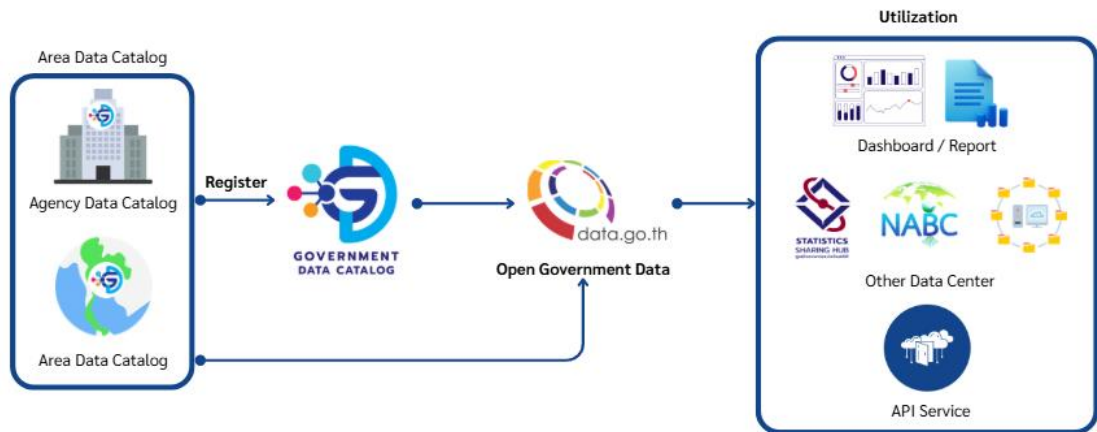 Utilization
Area Data Catalog
Agency Data Catalog
Area Data Catalog
Register
GOVERNMENT
DATA CATALOG
data.go.th
Open Government Data
Dashboard / Report
STATISTICS
SHARING HUB
NABC
Other Data Center
API Service